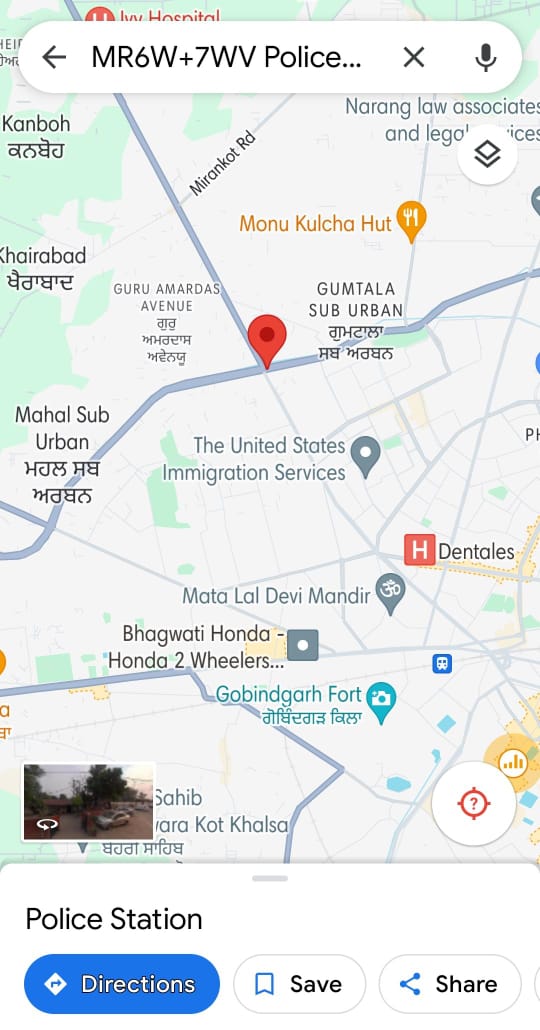 Ivy Hospital
MR6W+7WV Police...
Narang law associates
Kanboh
and legal
ਕਨਬੋਹ
Mirankot Rd
Monu Kulcha Hut
Khairabad
ਖੈਰਾਬਾਦ
GURU AMARDAS
AVENUE
ਗੁਰੂ
ਅਮਰਦਾਸ
ਅਵੇਨਯੂ
GUMTALA
SUB URBAN
ਗੁਮਟਾਲਾ
ਸਬ ਅਰਬਨ
Mahal Sub
Urban
ਮਹਲ ਸਬ
ਅਰਬਨ
The United States
Immigration Services
PH
H Dentales
Mata Lal Devi Mandir
Bhagwati Honda -
Honda 2 Wheelers...
Gobindgarh Fort
ਗੋਬਿੰਦਗੜ ਕਿਲਾ
Sahib
Kot Khalsa
ਸਾਹਿਬ
Police Station
Directions
Save
Share